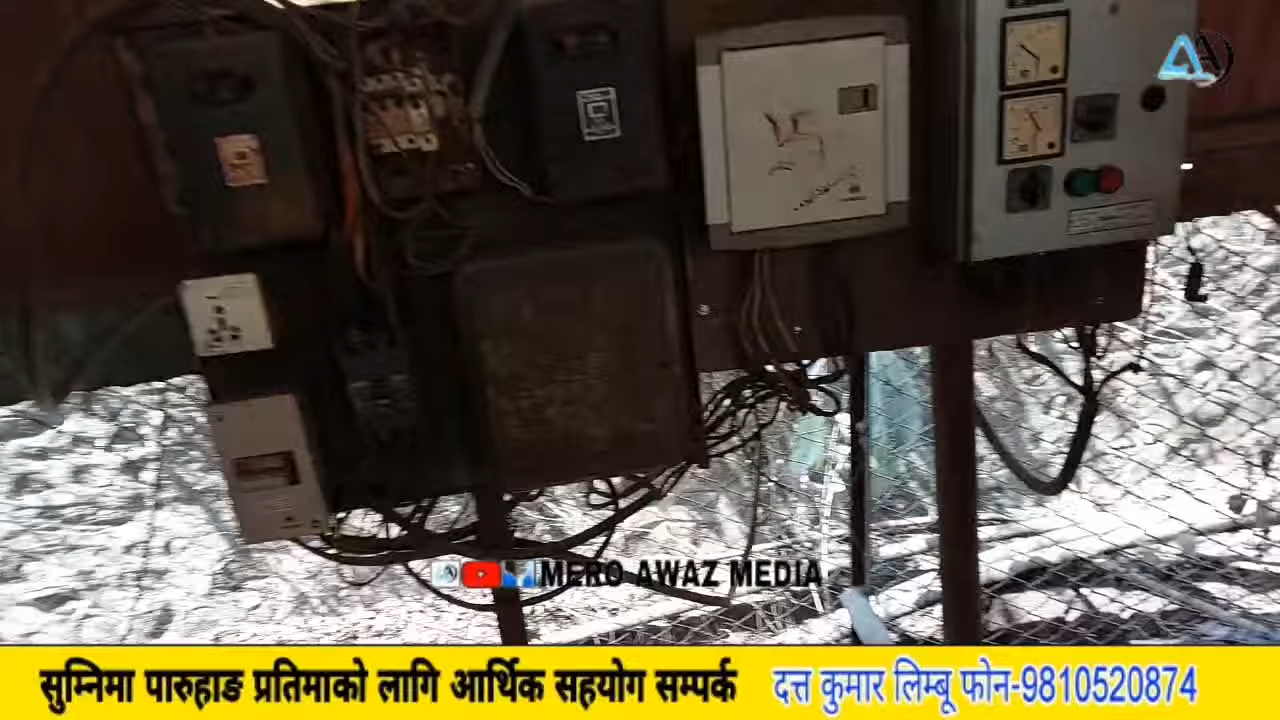 MERO AWAZ MEDIA
सुम्निमा पारुहाङ प्रतिमाको लागि आर्थिक सहयोग सम्पर्क दत्त कुमार लिम्बू फोन-9810520874